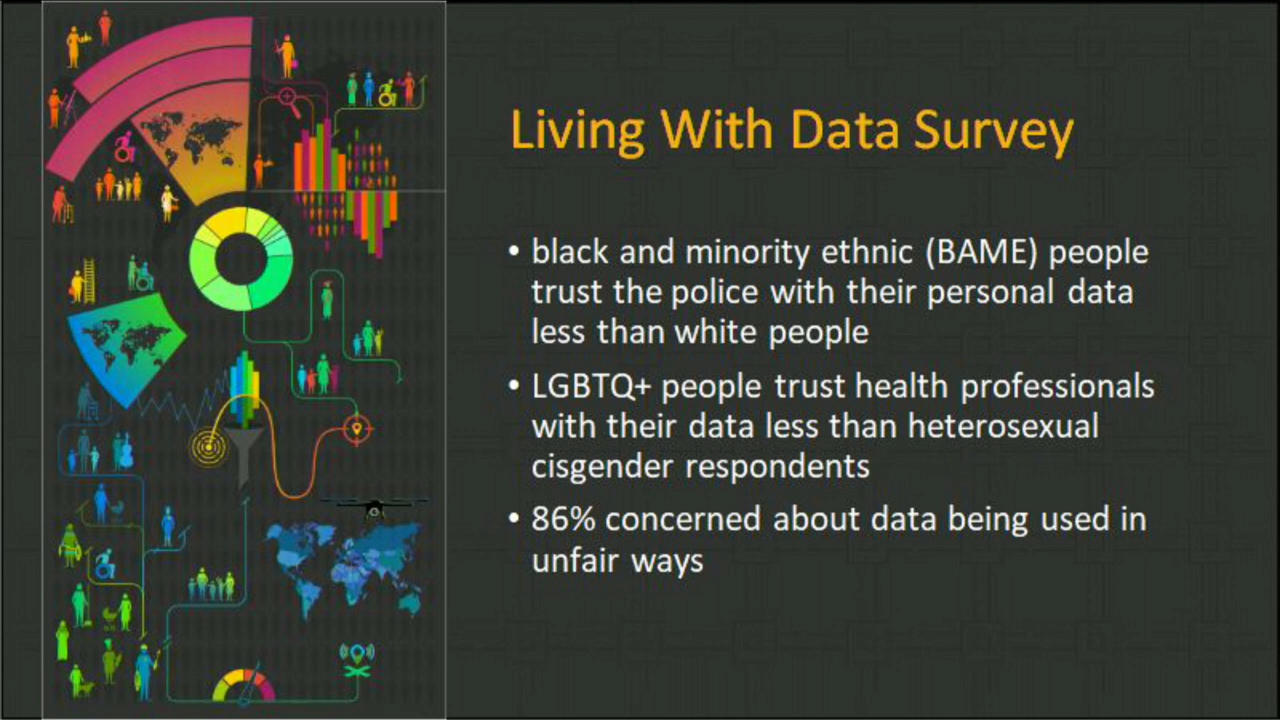 Living With Data Survey
• black and minority ethnic (BAME) people
trust the police with their personal data
less than white people
• LGBTQ+ people trust health professionals
with their data less than heterosexual
cisgender respondents
• 86% concerned about data being used in
unfair ways